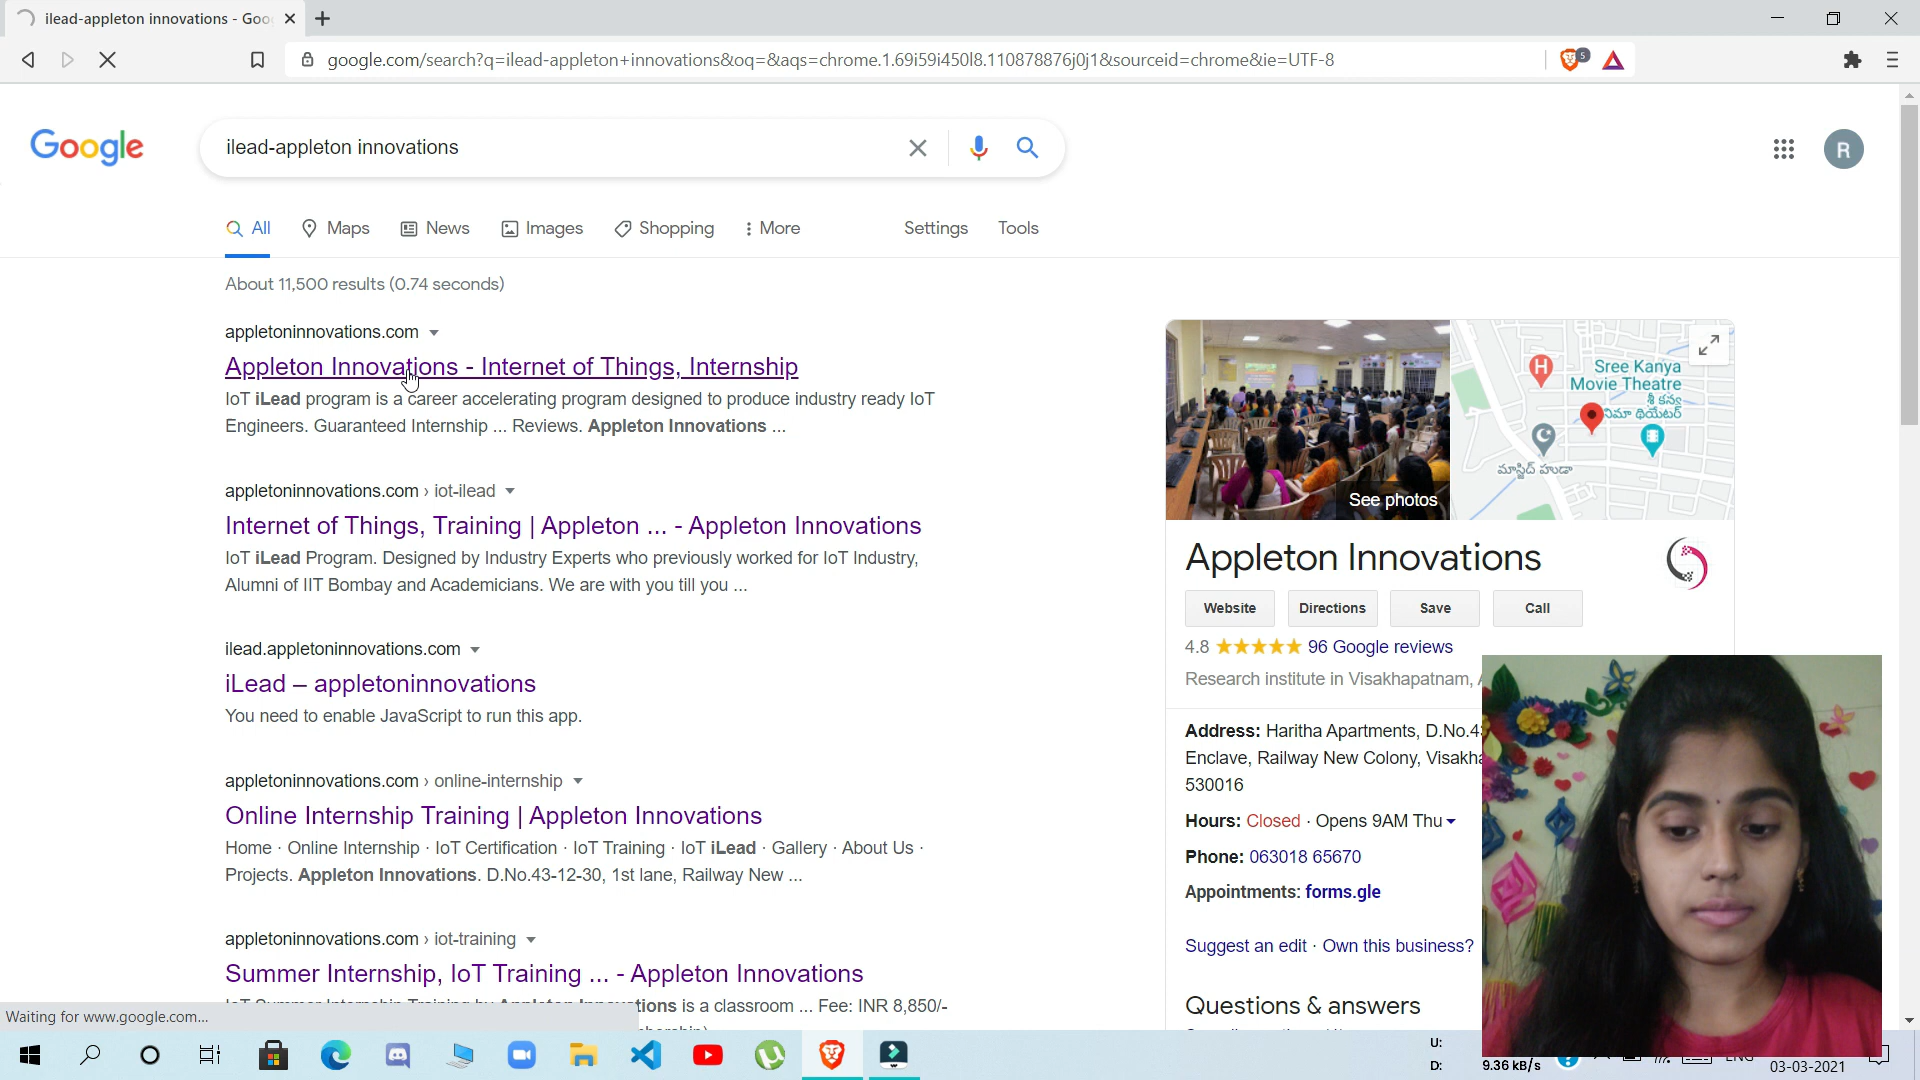 ilead-appleton innovations - Goo
google.com/search?q=ilead-appleton+innovations&oq=&aqs=chrome.1.69i59i450l8.110878876j0j1&sourceid=chrome&ie=UTF-8
5
Google
ilead-appleton innovations
R
All
Maps
News
Images
Shopping
More
Settings
Tools
About 11,500 results (0.74 seconds)
appletoninnovations.com
Appleton Innovations - Internet of Things, Internship
IoT iLead program is a career accelerating program designed to produce industry ready IoT
Engineers. Guaranteed Internship ... Reviews. Appleton Innovations ...
appletoninnovations.com › iot-ilead
Internet of Things, Training | Appleton ... - Appleton Innovations
IoT iLead Program. Designed by Industry Experts who previously worked for IoT Industry,
Alumni of IIT Bombay and Academicians. We are with you till you ...
ilead.appletoninnovations.com
iLead – appletoninnovations
You need to enable JavaScript to run this app.
appletoninnovations.com › online-internship
Online Internship Training | Appleton Innovations
Home · Online Internship · IoT Certification · IoT Training · IoT iLead · Gallery · About Us ·
Projects. Appleton Innovations. D.No.43-12-30, 1st lane, Railway New ...
appletoninnovations.com › iot-training
Summer Internship, IoT Training ... - Appleton Innovations
is a classroom ... Fee: INR 8,850/-
Waiting for www.google.com...
See photos
H
Sree Kanya
Movie Theatre
శ్రీ కన్య
మాస్జిద్ హుడా
Appleton Innovations
Website
Directions
Save
Call
4.8
96 Google reviews
Research institute in Visakhapatnam,
Address: Haritha Apartments, D.No.4
Enclave, Railway New Colony, Visakha
530016
Hours: Closed · Opens 9AM Thu
Phone: 063018 65670
Appointments: forms.gle
Suggest an edit · Own this business?
Questions & answers
U:
D:
9.36 kB/s
ENG
03-03-2021